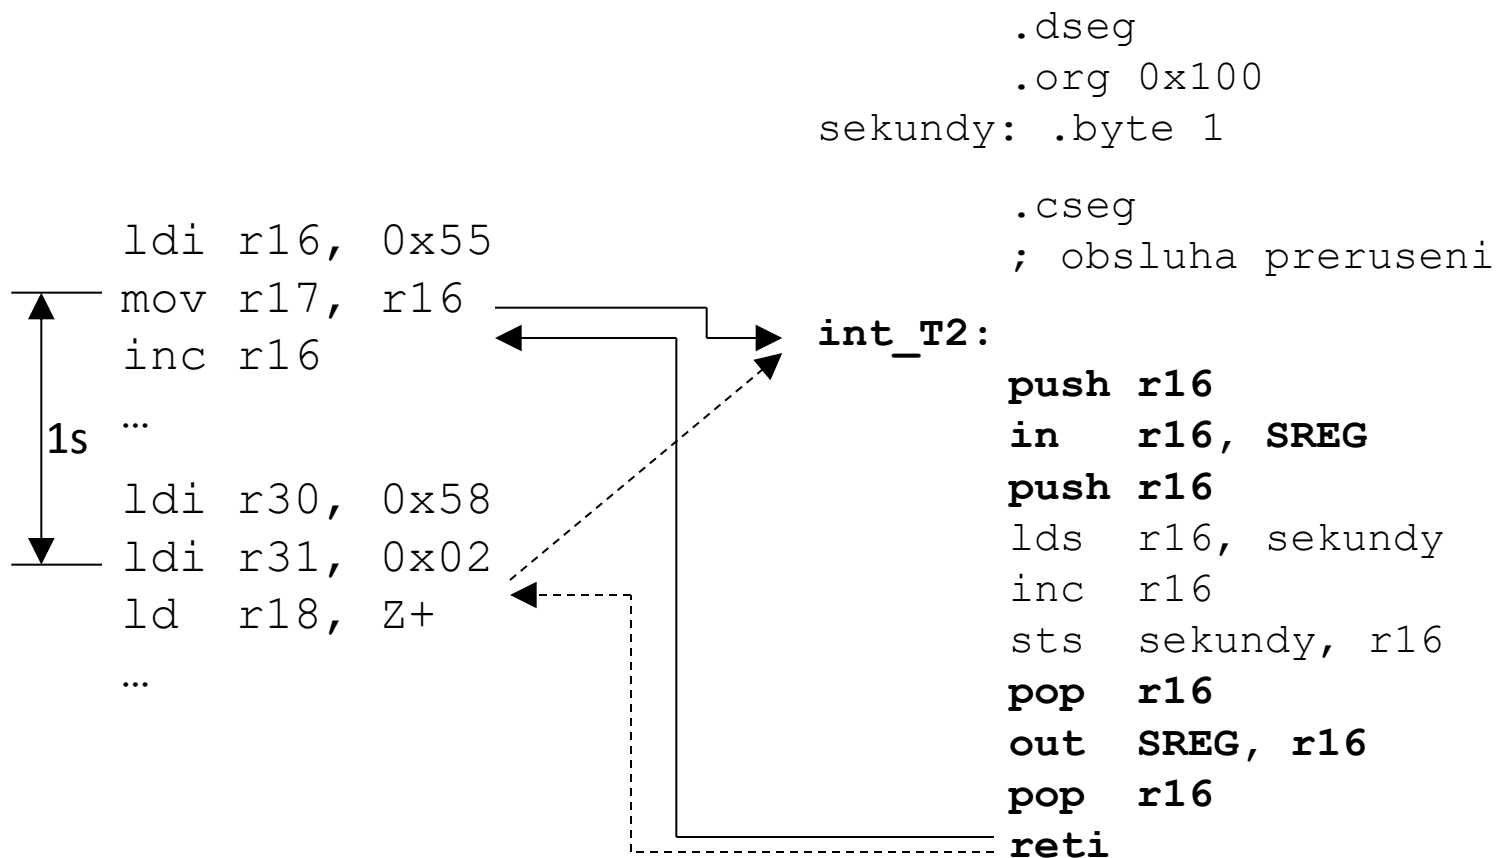 .dseg
.org 0x100
sekundy: .byte 1
.cseg
; obsluha preruseni
int_T2:
push r16
in r16, SREG
push r16
lds r16, sekundy
inc r16
sts sekundy, r16
pop r16
out SREG, r16
pop r16
reti
ldi r16, 0x55
mov r17, r16
inc r16
…
1s
ldi r30, 0x58
ldi r31, 0x02
ld r18, Z+
…